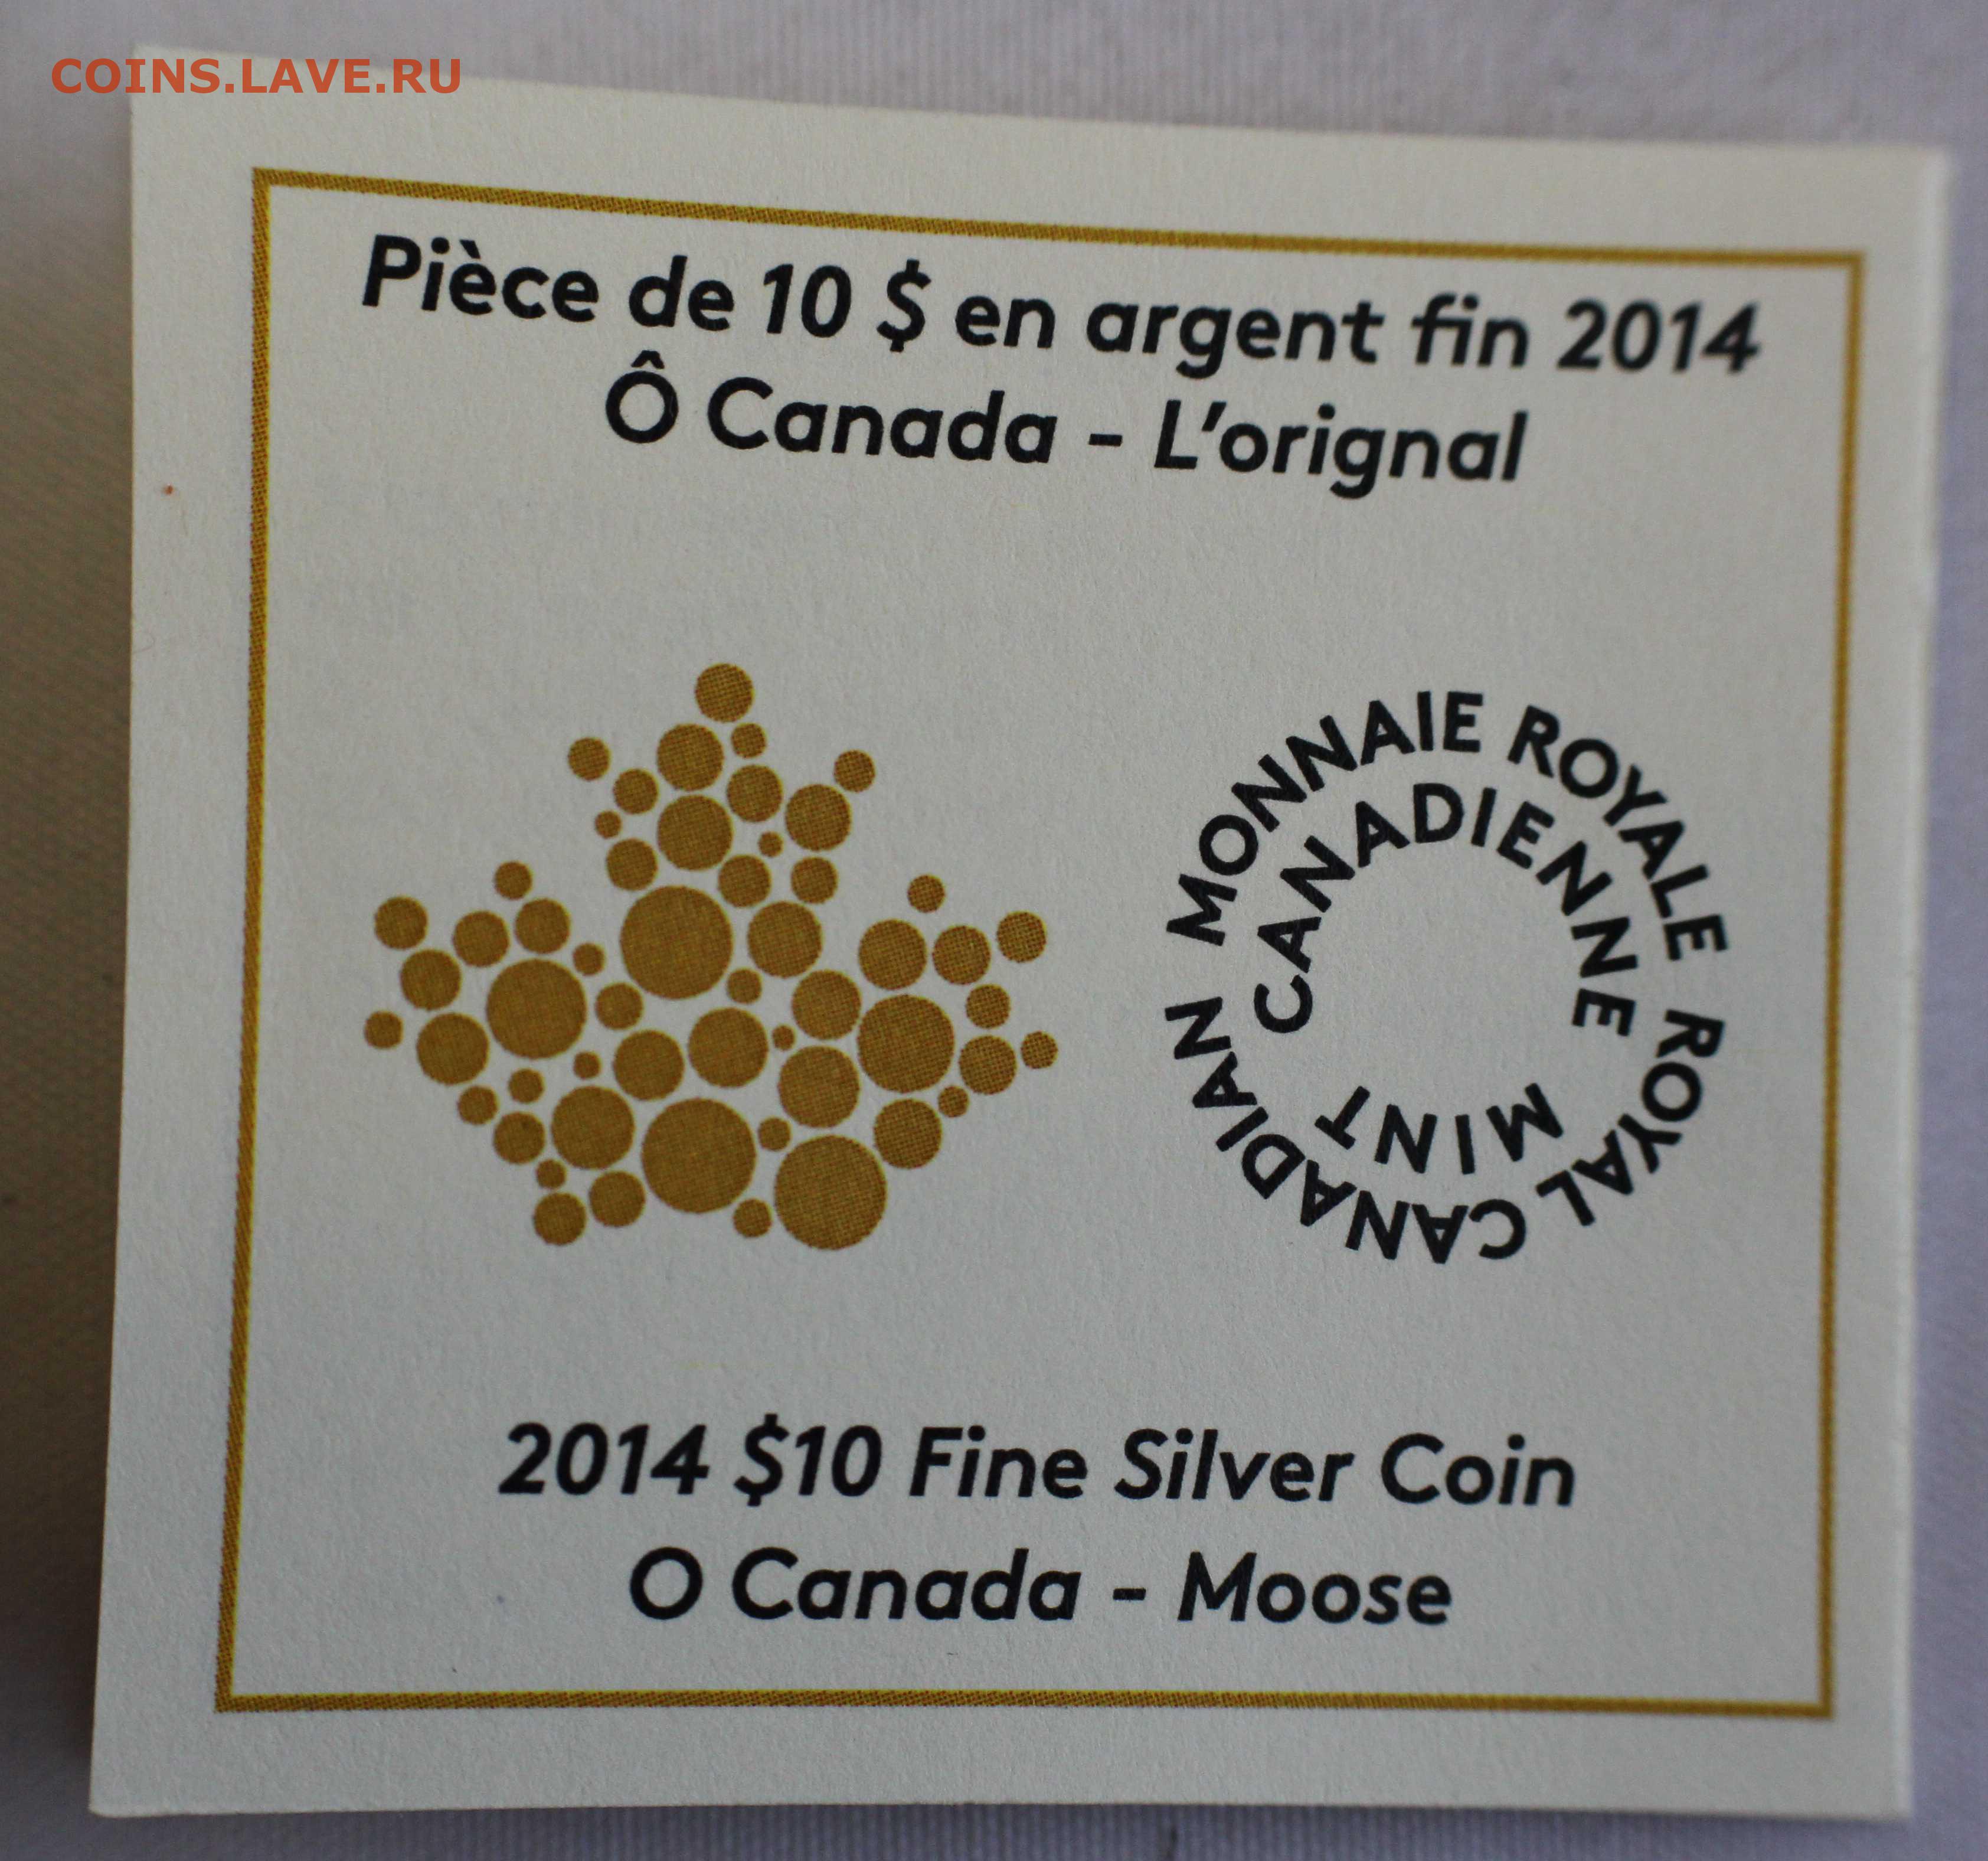 COINS.LAVE.RU
Pièce de 10 $ en argent fin 2014
Ô Canada - L'orignal
MONNAIE ROYALE
CANADIENNE
ROYAL CANADIAN
MINT
2014 $10 Fine Silver Coin
O Canada - Moose